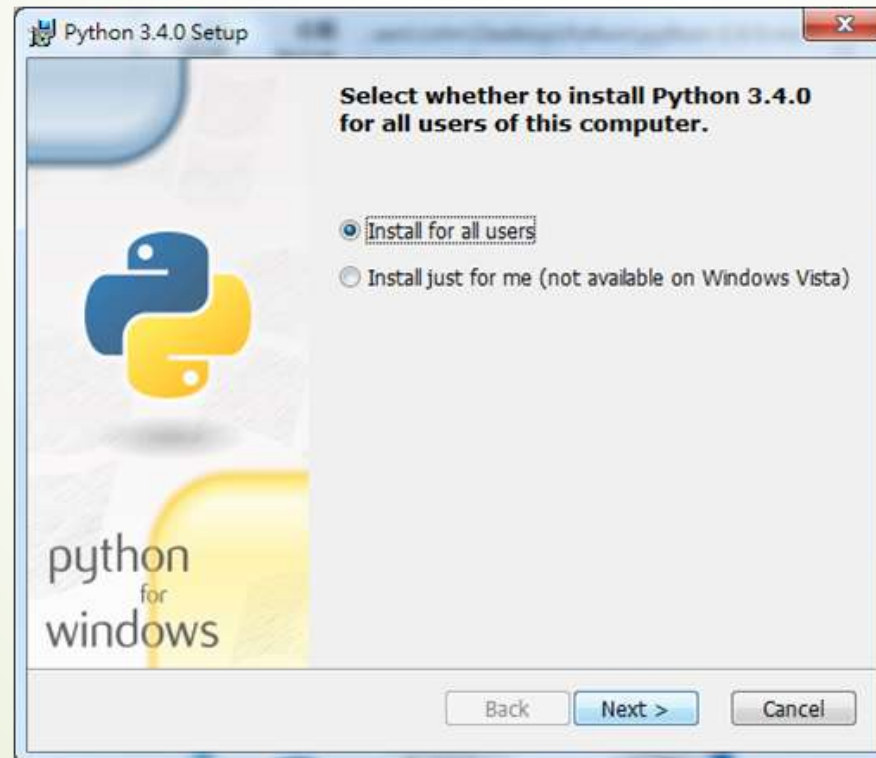 Python 3.4.0 Setup
Select whether to install Python 3.4.0
for all users of this computer.
Install for all users
Install just for me (not available on Windows Vista)
python
for
windows
Back
Next >
Cancel